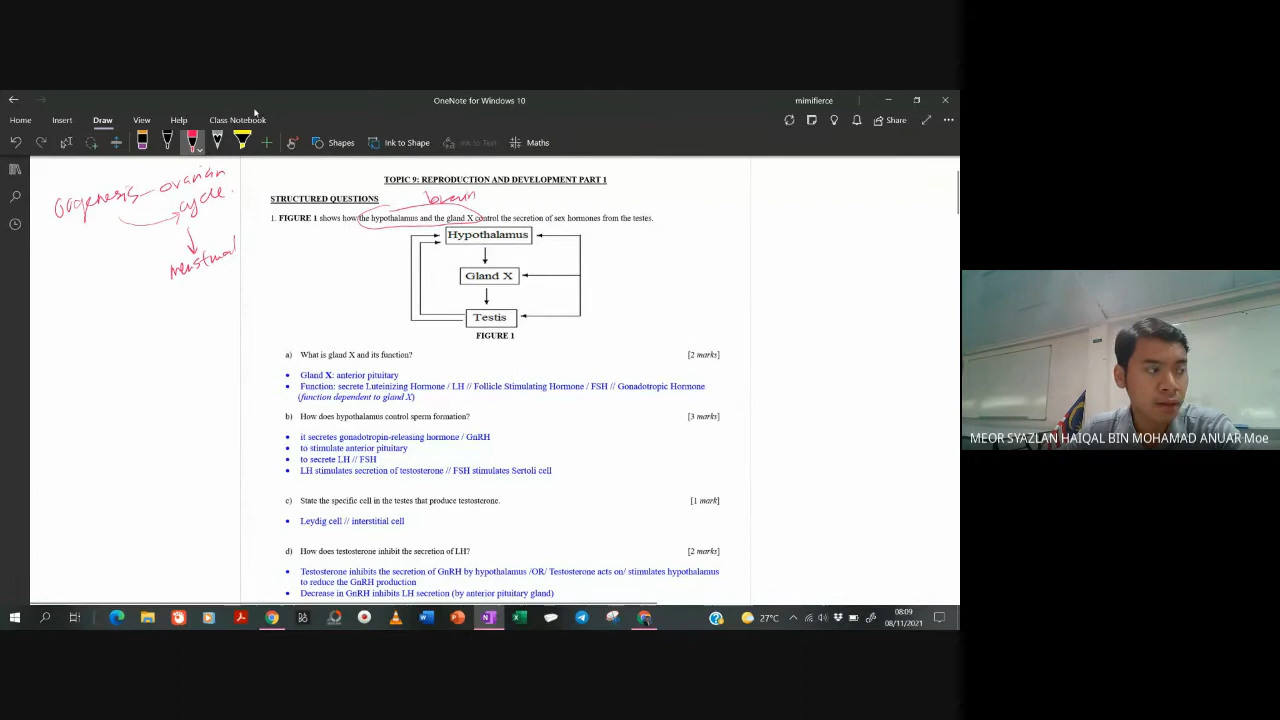 OneNote for Windows 10
mimifierce
Home
Insert
Draw
View
Help
Class Notebook
Share
Shapes
Ink to Shape
Ink to Text
Maths
oogenesis – ovarian
cycle.
menstrual
TOPIC 9: REPRODUCTION AND DEVELOPMENT PART 1
STRUCTURED QUESTIONS
brain
1. FIGURE 1 shows how the hypothalamus and the gland X control the secretion of sex hormones from the testes.
Hypothalamus
Gland X
Testis
FIGURE 1
a) What is gland X and its function? [2 marks]
• Gland X: anterior pituitary
• Function: secrete Luteinizing Hormone / LH // Follicle Stimulating Hormone / FSH // Gonadotropic Hormone
(function dependent to gland X)
b) How does hypothalamus control sperm formation? [3 marks]
• it secretes gonadotropin-releasing hormone / GnRH
• to stimulate anterior pituitary
• to secrete LH // FSH
• LH stimulates secretion of testosterone // FSH stimulates Sertoli cell
c) State the specific cell in the testes that produce testosterone. [1 mark]
• Leydig cell // interstitial cell
d) How does testosterone inhibit the secretion of LH? [2 marks]
• Testosterone inhibits the secretion of GnRH by hypothalamus /OR/ Testosterone acts on/ stimulates hypothalamus
to reduce the GnRH production
• Decrease in GnRH inhibits LH secretion (by anterior pituitary gland)
MEOR SYAZLAN HAIQAL BIN MOHAMAD ANUAR Moe
27°C
08:09
08/11/2021